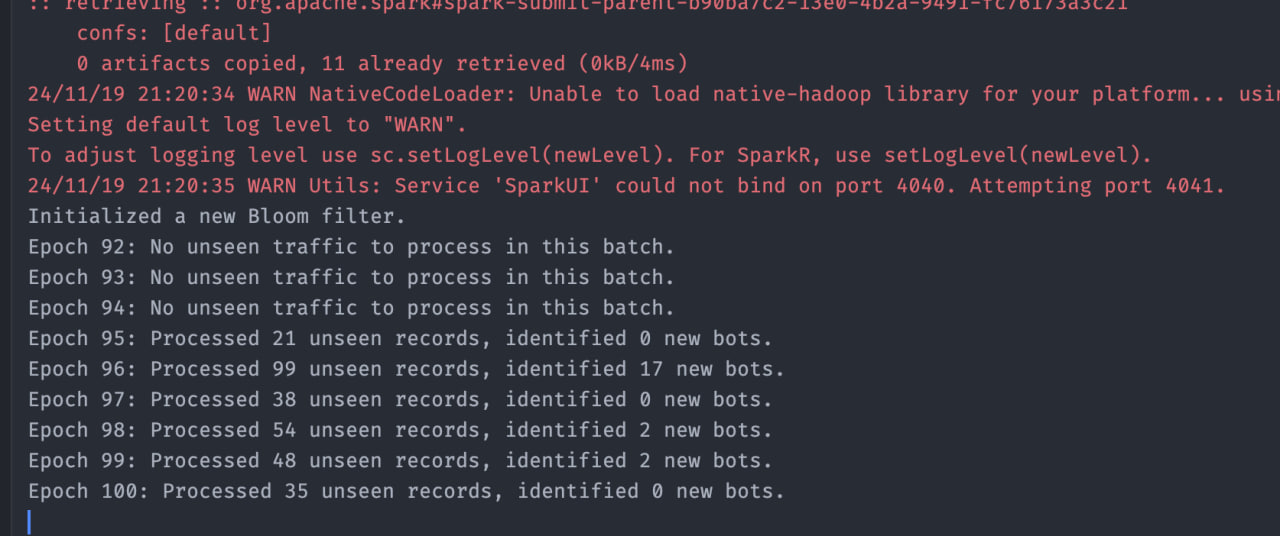 :: retrieving :: org.apache.spark#spark-submit-parent-b90ba7c2-13e0-4b2a-9491-fc76173a3c21
confs: [default]
0 artifacts copied, 11 already retrieved (0kB/4ms)
24/11/19 21:20:34 WARN NativeCodeLoader: Unable to load native-hadoop library for your platform... usin
Setting default log level to "WARN".
To adjust logging level use sc.setLogLevel(newLevel). For SparkR, use setLogLevel(newLevel).
24/11/19 21:20:35 WARN Utils: Service 'SparkUI' could not bind on port 4040. Attempting port 4041.
Initialized a new Bloom filter.
Epoch 92: No unseen traffic to process in this batch.
Epoch 93: No unseen traffic to process in this batch.
Epoch 94: No unseen traffic to process in this batch.
Epoch 95: Processed 21 unseen records, identified 0 new bots.
Epoch 96: Processed 99 unseen records, identified 17 new bots.
Epoch 97: Processed 38 unseen records, identified 0 new bots.
Epoch 98: Processed 54 unseen records, identified 2 new bots.
Epoch 99: Processed 48 unseen records, identified 2 new bots.
Epoch 100: Processed 35 unseen records, identified 0 new bots.